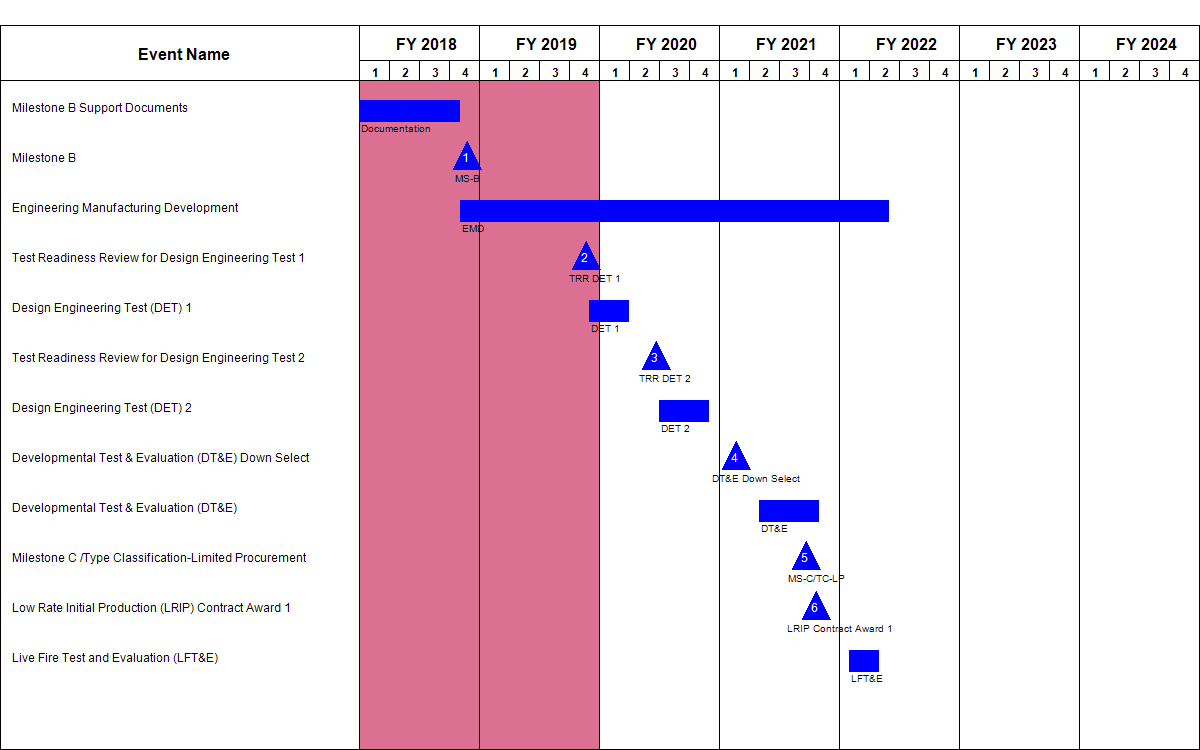 Event Name
FY 2018 FY 2019 FY 2020 FY 2021 FY 2022 FY 2023 FY 2024
1 2 3 4 1 2 3 4 1 2 3 4 1 2 3 4 1 2 3 4 1 2 3 4 1 2 3 4
Milestone B Support Documents
Documentation
Milestone B
1
MS-B
Engineering Manufacturing Development
EMD
Test Readiness Review for Design Engineering Test 1
2
TRR DET 1
Design Engineering Test (DET) 1
DET 1
Test Readiness Review for Design Engineering Test 2
3
TRR DET 2
Design Engineering Test (DET) 2
DET 2
Developmental Test & Evaluation (DT&E) Down Select
4
DT&E Down Select
Developmental Test & Evaluation (DT&E)
DT&E
Milestone C /Type Classification-Limited Procurement
5
MS-C/TC-LP
Low Rate Initial Production (LRIP) Contract Award 1
6
LRIP Contract Award 1
Live Fire Test and Evaluation (LFT&E)
LFT&E